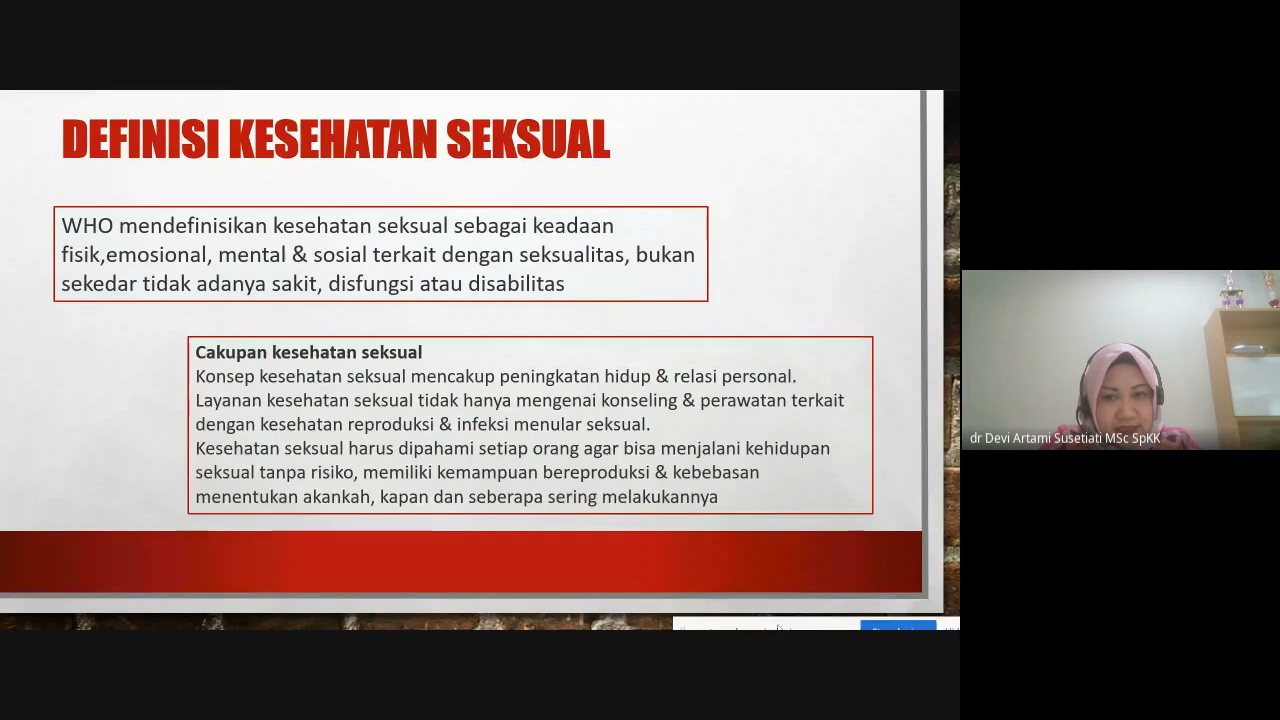 DEFINISI KESEHATAN SEKSUAL
WHO mendefinisikan kesehatan seksual sebagai keadaan
fisik,emosional, mental & sosial terkait dengan seksualitas, bukan
sekedar tidak adanya sakit, disfungsi atau disabilitas
Cakupan kesehatan seksual
Konsep kesehatan seksual mencakup peningkatan hidup & relasi personal.
Layanan kesehatan seksual tidak hanya mengenai konseling & perawatan terkait
dengan kesehatan reproduksi & infeksi menular seksual.
Kesehatan seksual harus dipahami setiap orang agar bisa menjalani kehidupan
seksual tanpa risiko, memiliki kemampuan bereproduksi & kebebasan
menentukan akankah, kapan dan seberapa sering melakukannya
dr Devi Artami Susetiati MSc SpKK